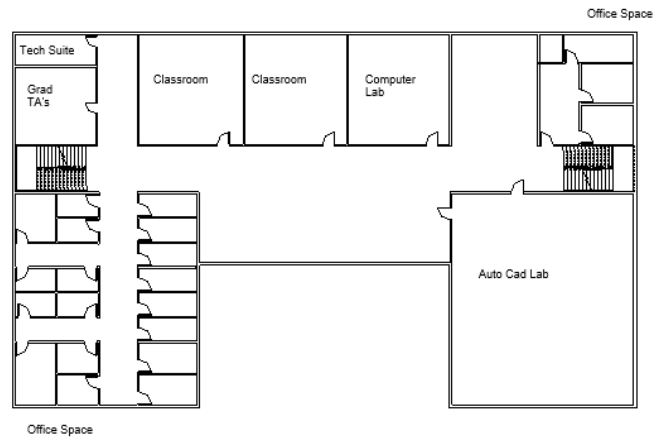 Office Space
Tech Suite
Classroom
Classroom
Computer
Lab
Grad
TA's
Auto Cad Lab
Office Space